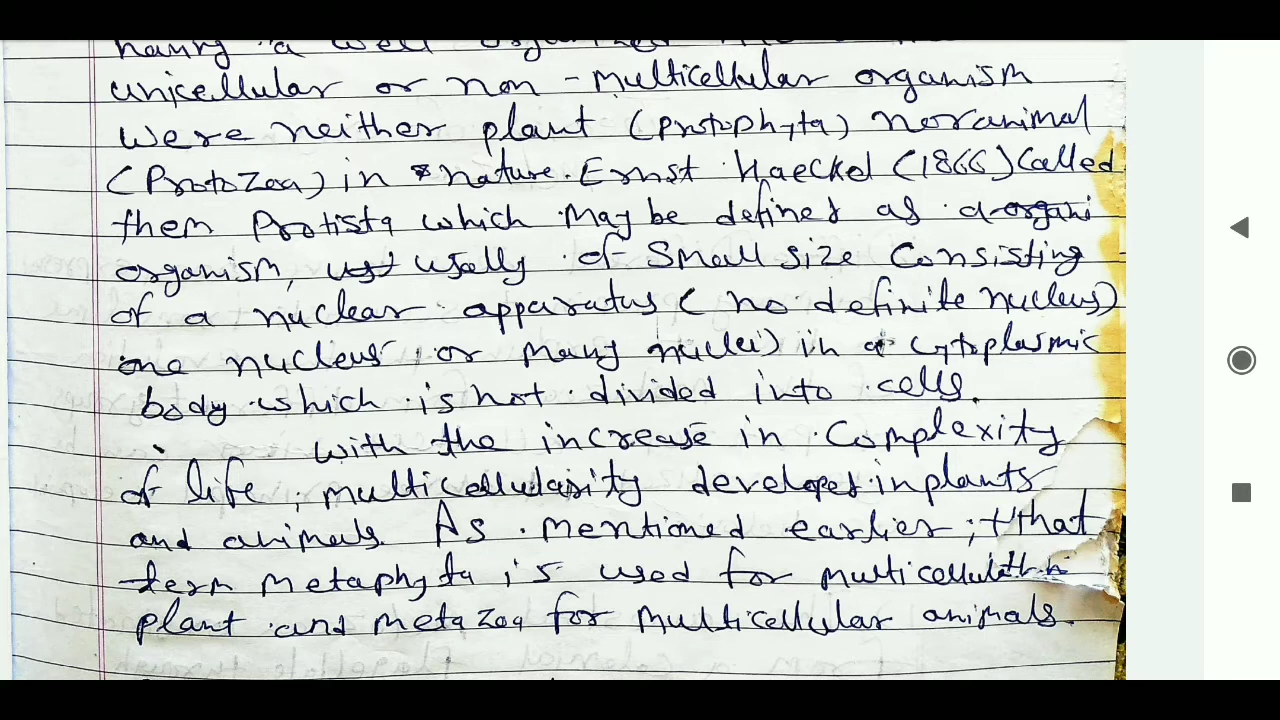 having a well
unicellular or non - multicellular organism
were neither plant (protophyta) nor animal
(Protozoa) in nature. Ernst Haeckel (1866) Called
them Protista which may be defined as a organi
organism, usually of Small size Consisting
of a nuclear apparatus ( no definite nucleus)
one nucleus, or many nuclei) in a cytoplasmic
body which is not divided into cells.
with the increase in Complexity
of life, multicellularity developes in plants
and animals. As mentioned earlier, that
term metaphyta is used for multicellular
plant and metazoa for multicellular animals.